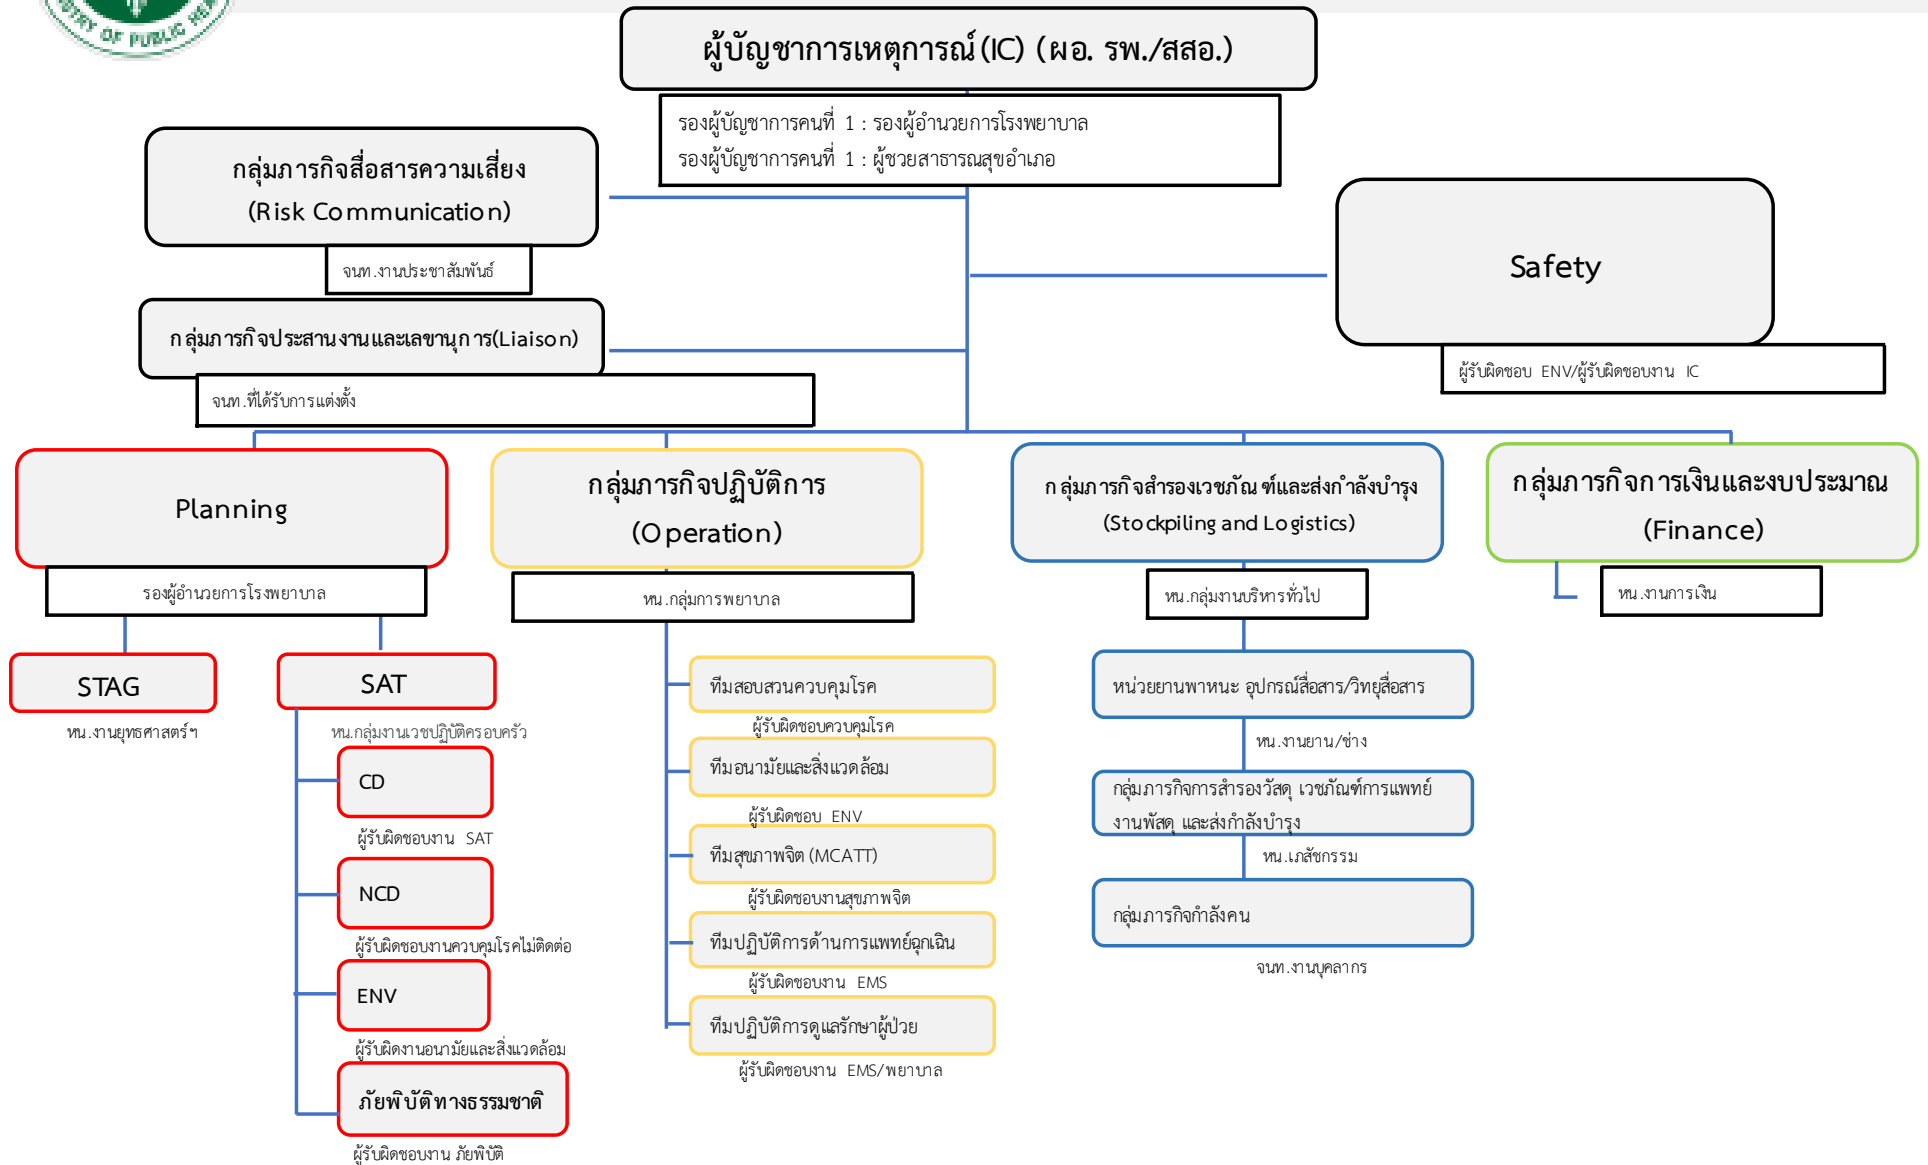 MINISTRY OF PUBLIC HEALTH
ผู้บัญชาการเหตุการณ์ (IC) (ผอ. รพ./สสอ.)
รองผู้บัญชาการคนที่ 1 : รองผู้อำนวยการโรงพยาบาล
รองผู้บัญชาการคนที่ 1 : ผู้ชวยสาธารณสุขอำเภอ
กลุ่มภารกิจสื่อสารความเสี่ยง
(Risk Communication)
จนท.งานประชาสัมพันธ์
Safety
ผู้รับผิดชอบ ENV/ผู้รับผิดชอบงาน IC
กลุ่มภารกิจประสานงานและเลขานุการ(Liaison)
จนท.ที่ได้รับการแต่งตั้ง
Planning
รองผู้อำนวยการโรงพยาบาล
STAG
หน.งานยุทธศาสตร์ฯ
SAT
หน.กลุ่มงานเวชปฏิบัติครอบครัว
CD
ผู้รับผิดชอบงาน SAT
NCD
ผู้รับผิดชอบงานควบคุมโรคไม่ติดต่อ
ENV
ผู้รับผิดงานอนามัยและสิ่งแวดล้อม
ภัยพิบัติทางธรรมชาติ
ผู้รับผิดชอบงาน ภัยพิบัติ
กลุ่มภารกิจปฏิบัติการ
(Operation)
หน.กลุ่มการพยาบาล
ทีมสอบสวนควบคุมโรค
ผู้รับผิดชอบควบคุมโรค
ทีมอนามัยและสิ่งแวดล้อม
ผู้รับผิดชอบ ENV
ทีมสุขภาพจิต (MCATT)
ผู้รับผิดชอบงานสุขภาพจิต
ทีมปฏิบัติการด้านการแพทย์ฉุกเฉิน
ผู้รับผิดชอบงาน EMS
ทีมปฏิบัติการดูแลรักษาผู้ป่วย
ผู้รับผิดชอบงาน EMS/พยาบาล
กลุ่มภารกิจสำรองเวชภัณฑ์และส่งกำลังบำรุง
(Stockpiling and Logistics)
หน.กลุ่มงานบริหารทั่วไป
หน่วยยานพาหนะ อุปกรณ์สื่อสาร/วิทยุสื่อสาร
หน.งานยาน/ช่าง
กลุ่มภารกิจการสำรองวัสดุ เวชภัณฑ์การแพทย์
งานพัสดุ และส่งกำลังบำรุง
หน.เภสัชกรรม
กลุ่มภารกิจกำลังคน
จนท.งานบุคลากร
กลุ่มภารกิจการเงินและงบประมาณ
(Finance)
หน.งานการเงิน